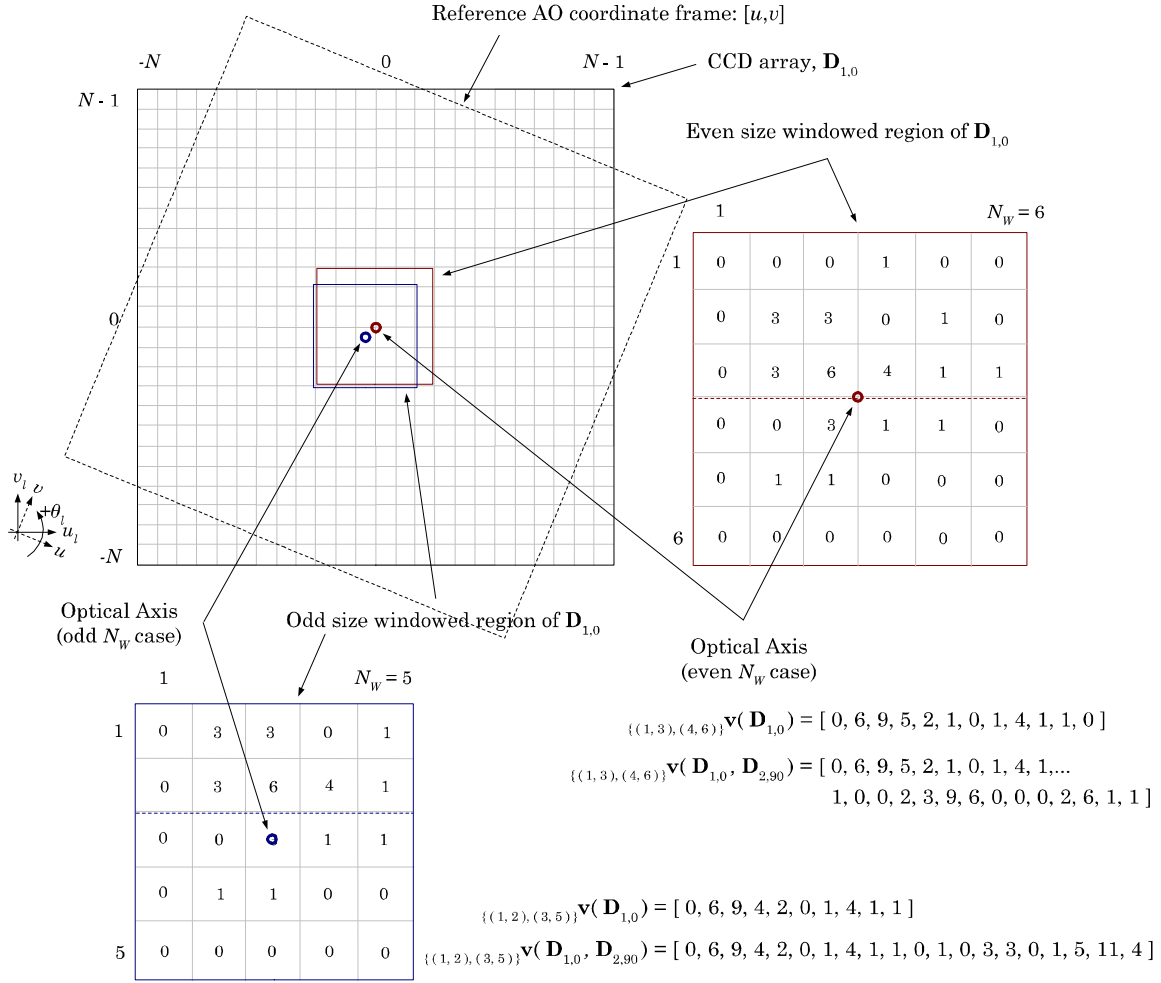 Reference AO coordinate frame: [u,v]
-N 0 N - 1
CCD array, D1,0
N - 1
Even size windowed region of D1,0
1 NW = 6
1 0 0 0 1 0 0
0 3 3 0 1 0
0 3 6 4 1 1
0 0 3 1 1 0
0 1 1 0 0 0
6 0 0 0 0 0 0
0
-N
vl v
+θl
ul
u
Optical Axis
(odd NW case)
Odd size windowed region of D1,0
Optical Axis
(even NW case)
1 NW = 5
1 0 3 3 0 1
0 3 6 4 1
0 0 1 1
0 1 1 0 0
5 0 0 0 0 0
{(1, 3), (4, 6)}v( D1,0) = [ 0, 6, 9, 5, 2, 1, 0, 1, 4, 1, 1, 0 ]
{(1, 3), (4, 6)}v( D1,0 , D2,90) = [ 0, 6, 9, 5, 2, 1, 0, 1, 4, 1,...
1, 0, 0, 2, 3, 9, 6, 0, 0, 0, 2, 6, 1, 1 ]
{(1, 2), (3, 5)}v( D1,0) = [ 0, 6, 9, 4, 2, 0, 1, 4, 1, 1 ]
{(1, 2), (3, 5)}v( D1,0 , D2,90) = [ 0, 6, 9, 4, 2, 0, 1, 4, 1, 1, 0, 1, 0, 3, 3, 0, 1, 5, 11, 4 ]